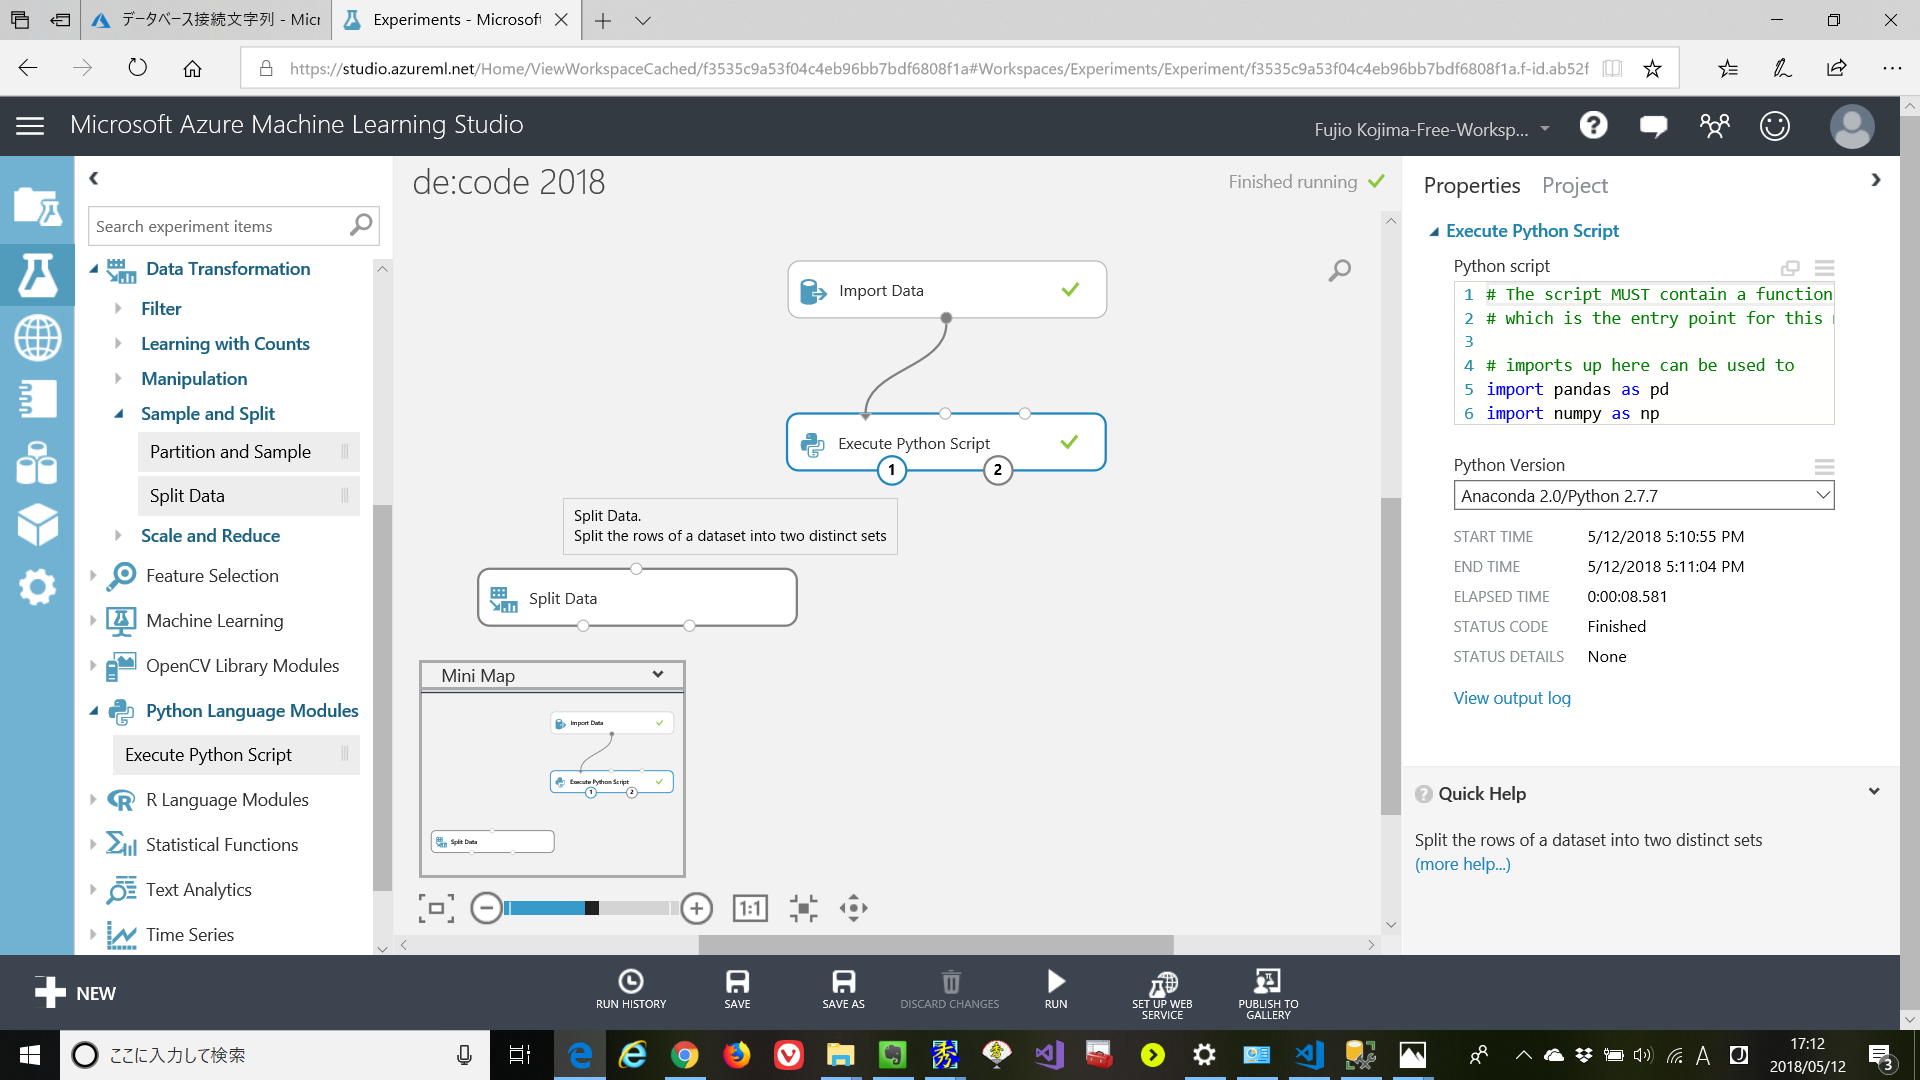 データベース接続文字列 - Micr
Experiments - Microsoft
https://studio.azureml.net/Home/ViewWorkspaceCached/f3535c9a53f04c4eb96bb7bdf6808f1a#Workspaces/Experiments/Experiment/f3535c9a53f04c4eb96bb7bdf6808f1a.f-id.ab52f
Microsoft Azure Machine Learning Studio
Fujio Kojima-Free-Worksp...
Search experiment items
Data Transformation
Filter
Learning with Counts
Manipulation
Sample and Split
Partition and Sample
Split Data
Scale and Reduce
Feature Selection
Machine Learning
OpenCV Library Modules
Python Language Modules
Execute Python Script
R Language Modules
Statistical Functions
Text Analytics
Time Series
de:code 2018
Finished running
Import Data
Execute Python Script
1
2
Split Data.
Split the rows of a dataset into two distinct sets
Split Data
Mini Map
Import Data
Execute Python Script
1
2
Split Data
1:1
Properties
Project
Execute Python Script
Python script
1 # The script MUST contain a function
2 # which is the entry point for this
3
4 # imports up here can be used to
5 import pandas as pd
6 import numpy as np
Python Version
Anaconda 2.0/Python 2.7.7
START TIME 5/12/2018 5:10:55 PM
END TIME 5/12/2018 5:11:04 PM
ELAPSED TIME 0:00:08.581
STATUS CODE Finished
STATUS DETAILS None
View output log
Quick Help
Split the rows of a dataset into two distinct sets
(more help...)
NEW
RUN HISTORY
SAVE
SAVE AS
DISCARD CHANGES
RUN
SET UP WEB SERVICE
PUBLISH TO GALLERY
ここに入力して検索
秀
A
17:12
2018/05/12
3